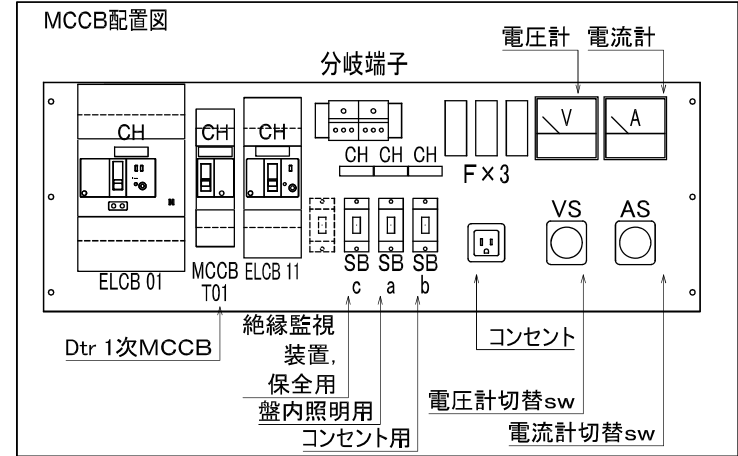 MCCB配置図
電圧計 電流計
分岐端子
V A
CH CH CH
CH CH CH
F×3
VS AS
ELCB 01
MCCB
T01
ELCB 11
SB SB SB
c a b
Dtr 1次MCCB
絶縁監視
装置,
保全用
盤内照明用
コンセント用
コンセント
電圧計切替sw
電流計切替sw